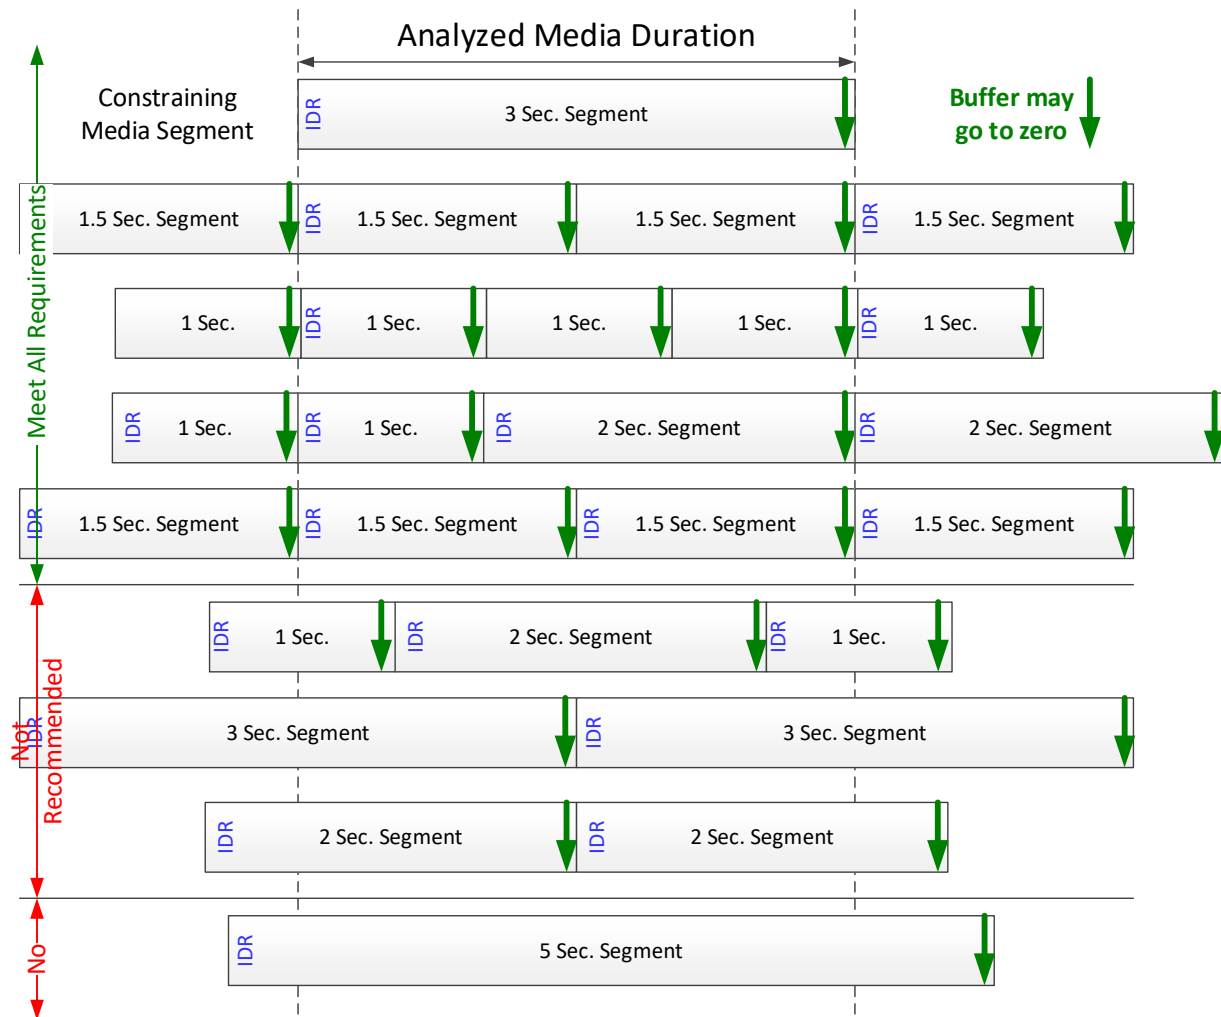 Analyzed Media Duration
Constraining
Media Segment
IDR
3 Sec. Segment
Buffer may
go to zero
Meet All Requirements
1.5 Sec. Segment
IDR
1.5 Sec. Segment
1.5 Sec. Segment
IDR
1.5 Sec. Segment
1 Sec.
IDR
1 Sec.
1 Sec.
1 Sec.
IDR
1 Sec.
IDR
1 Sec.
IDR
1 Sec.
IDR
2 Sec. Segment
IDR
2 Sec. Segment
IDR
1.5 Sec. Segment
IDR
1.5 Sec. Segment
IDR
1.5 Sec. Segment
IDR
1.5 Sec. Segment
Not
Recommended
IDR
1 Sec.
IDR
2 Sec. Segment
IDR
1 Sec.
IDR
3 Sec. Segment
IDR
3 Sec. Segment
IDR
2 Sec. Segment
IDR
2 Sec. Segment
No
IDR
5 Sec. Segment